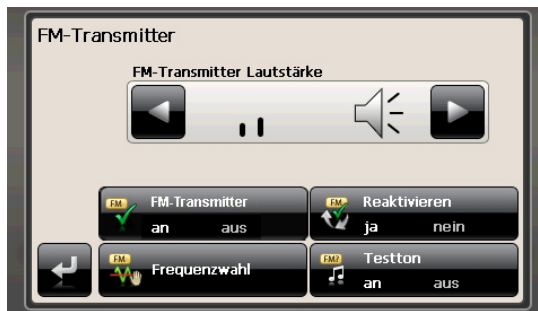 FM-Transmitter
FM-Transmitter Lautstärke
FM FM-Transmitter
an aus
FM Reaktivieren
ja nein
FM Frequenzwahl
FM? Testton
an aus